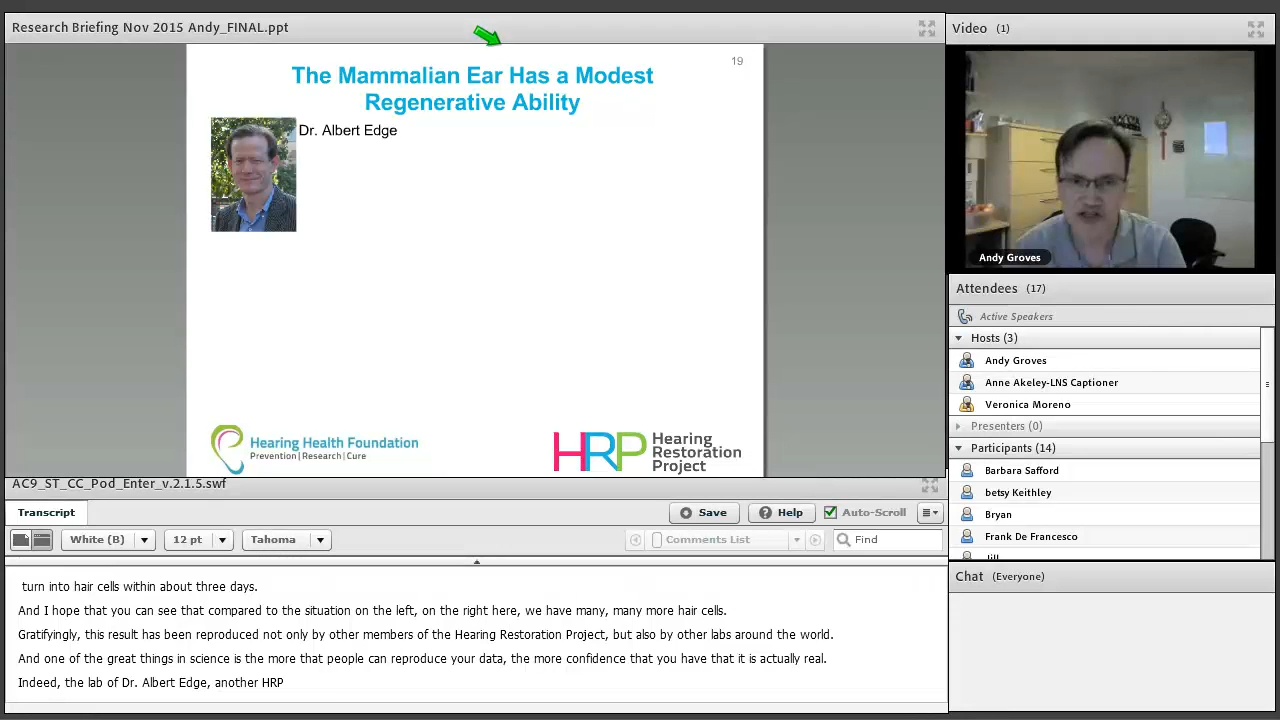 Research Briefing Nov 2015 Andy_FINAL.ppt
19
The Mammalian Ear Has a Modest
Regenerative Ability
Dr. Albert Edge
Hearing Health Foundation
Prevention|Research|Cure
HRP
Hearing
Restoration
Project
Video (1)
Andy Groves
Attendees (17)
Active Speakers
Hosts (3)
Andy Groves
Anne Akeley-LNS Captioner
Veronica Moreno
Presenters (0)
Participants (14)
Barbara Safford
betsy Keithley
Bryan
Frank De Francesco
Jill
Chat (Everyone)
AC9_ST_CC_Pod_Enter_v.2.1.5.swf
Transcript
Save
Help
Auto-Scroll
White (B)
12 pt
Tahoma
Comments List
Find
turn into hair cells within about three days.
And I hope that you can see that compared to the situation on the left, on the right here, we have many, many more hair cells.
Gratifyingly, this result has been reproduced not only by other members of the Hearing Restoration Project, but also by other labs around the world.
And one of the great things in science is the more that people can reproduce your data, the more confidence that you have that it is actually real.
Indeed, the lab of Dr. Albert Edge, another HRP